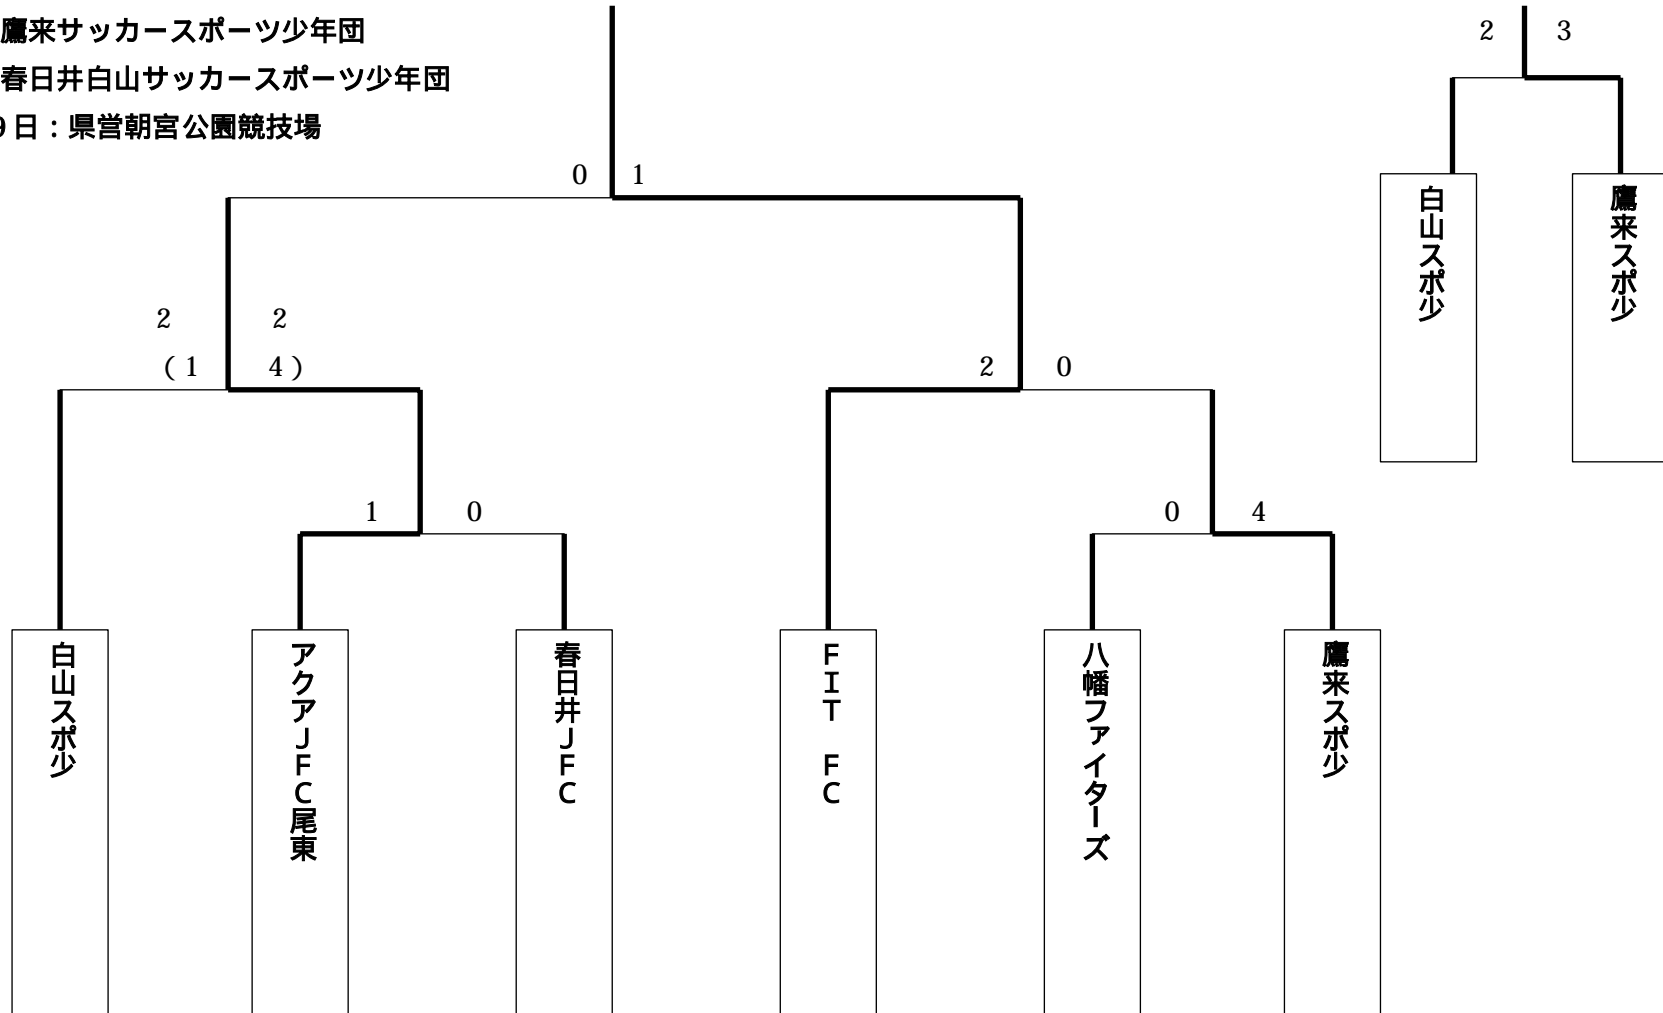 鷹来サッカースポーツ少年団
春日井白山サッカースポーツ少年団
9日：県営朝宮公園競技場
2 3
白山スポ少
鷹来スポ少
0 1
2 2
(1 4)
2 0
1 0
0 4
白山スポ少
アクアJFC尾東
春日井JFC
FIT FC
八幡ファイターズ
鷹来スポ少